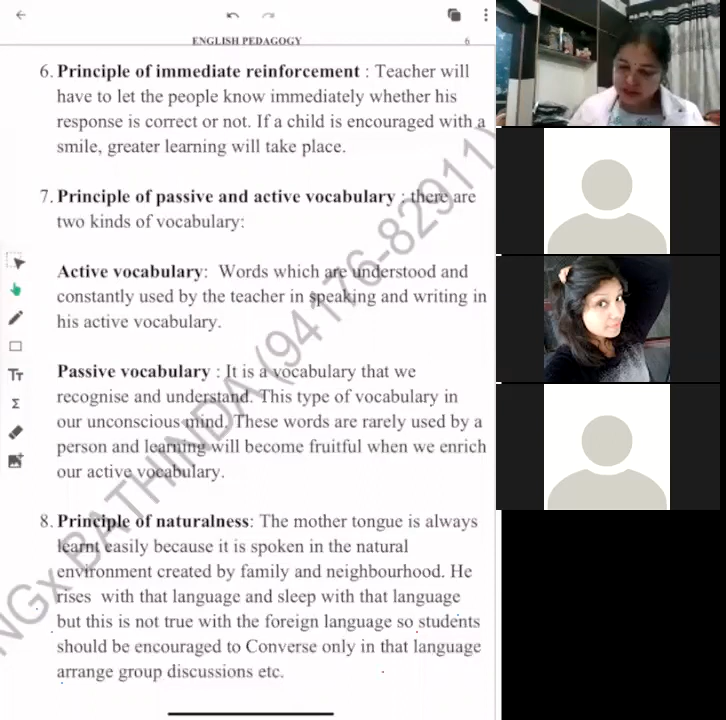 ENGLISH PEDAGOGY 6
6. Principle of immediate reinforcement : Teacher will
have to let the people know immediately whether his
response is correct or not. If a child is encouraged with a
smile, greater learning will take place.
7. Principle of passive and active vocabulary : there are
two kinds of vocabulary:
Active vocabulary: Words which are understood and
constantly used by the teacher in speaking and writing in
his active vocabulary.
Passive vocabulary : It is a vocabulary that we
recognise and understand. This type of vocabulary in
our unconscious mind. These words are rarely used by a
person and learning will become fruitful when we enrich
our active vocabulary.
8. Principle of naturalness: The mother tongue is always
learnt easily because it is spoken in the natural
environment created by family and neighbourhood. He
rises with that language and sleep with that language
but this is not true with the foreign language so students
should be encouraged to Converse only in that language
arrange group discussions etc.
NGx BATHINDA (94176-82911)
Tт
Σ